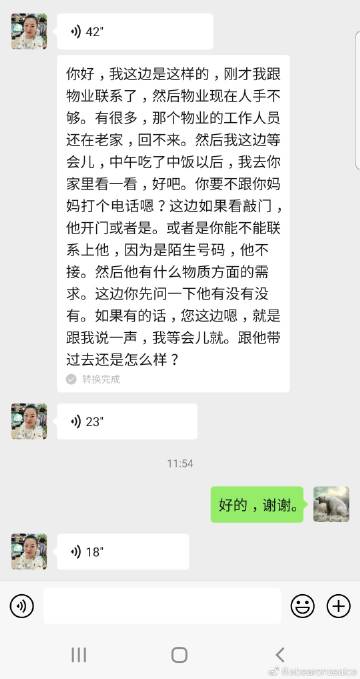 42"
你好，我这边是这样的，刚才我跟
物业联系了，然后物业现在人手不
够。有很多，那个物业的工作人员
还在老家，回不来。然后我这边等
会儿，中午吃了中饭以后，我去你
家里看一看，好吧。你要不跟你妈
妈打个电话嗯？这边如果看敲门，
他开门或者是。或者是你能不能联
系上他，因为是陌生号码，他不
接。然后他有什么物质方面的需
求。这边你先问一下他有没有没
有。如果有的话，您这边嗯，就是
跟我说一声，我等会儿就。跟他带
过去还是怎么样？
转换完成
23"
11:54
好的，谢谢。
18"